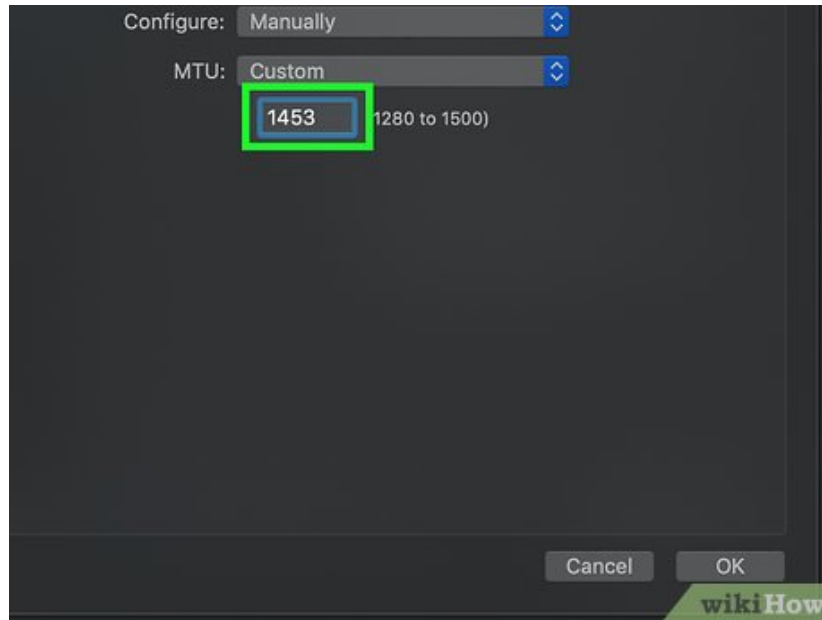 Configure: Manually
MTU: Custom
1453 1280 to 1500)
Cancel OK
wikiHow